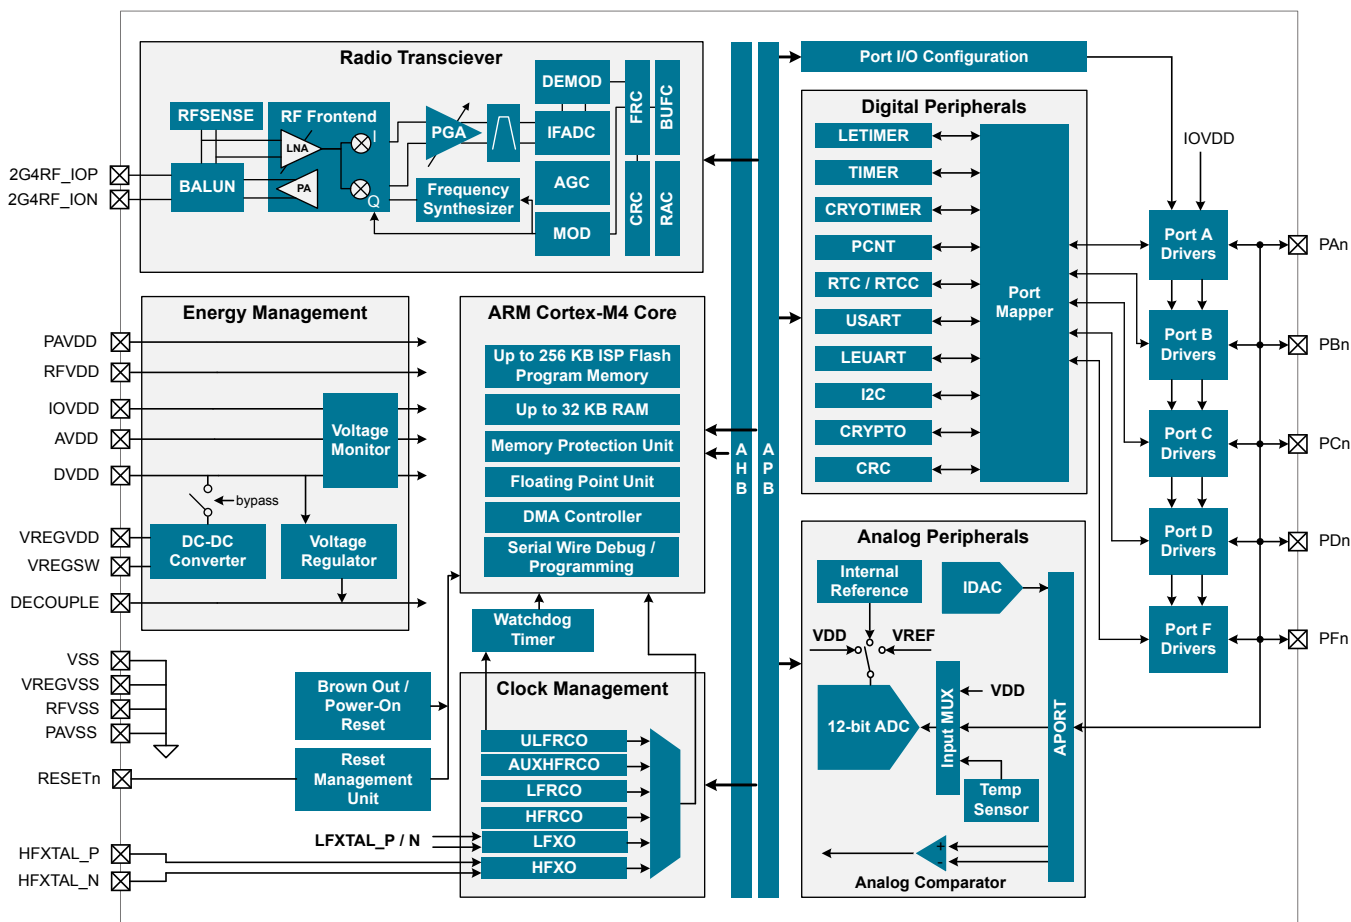 Radio Transciever
RFSENSE
RF Frontend
LNA
I
PA
Q
BALUN
2G4RF_IOP
2G4RF_ION
PGA
Frequency
Synthesizer
DEMOD
IFADC
AGC
MOD
FRC
BUFC
CRC
RAC
Energy Management
PAVDD
RFVDD
IOVDD
AVDD
DVDD
VREGVDD
VREGSW
DECOUPLE
Voltage
Monitor
bypass
DC-DC
Converter
Voltage
Regulator
VSS
VREGVSS
RFVSS
PAVSS
RESETn
HFXTAL_P
HFXTAL_N
Brown Out /
Power-On
Reset
Reset
Management
Unit
LFXTAL_P / N
ARM Cortex-M4 Core
Up to 256 KB ISP Flash
Program Memory
Up to 32 KB RAM
Memory Protection Unit
Floating Point Unit
DMA Controller
Serial Wire Debug /
Programming
Watchdog
Timer
Clock Management
ULFRCO
AUXHFRCO
LFRCO
HFRCO
LFXO
HFXO
A
H
B
A
P
B
Port I/O Configuration
Digital Peripherals
LETIMER
TIMER
CRYOTIMER
PCNT
RTC / RTCC
USART
LEUART
I2C
CRYPTO
CRC
Port
Mapper
IOVDD
Port A
Drivers
Port B
Drivers
Port C
Drivers
Port D
Drivers
Port F
Drivers
PAn
PBn
PCn
PDn
PFn
Analog Peripherals
Internal
Reference
IDAC
VDD
VREF
12-bit ADC
Input MUX
VDD
Temp
Sensor
APORT
+
-
Analog Comparator